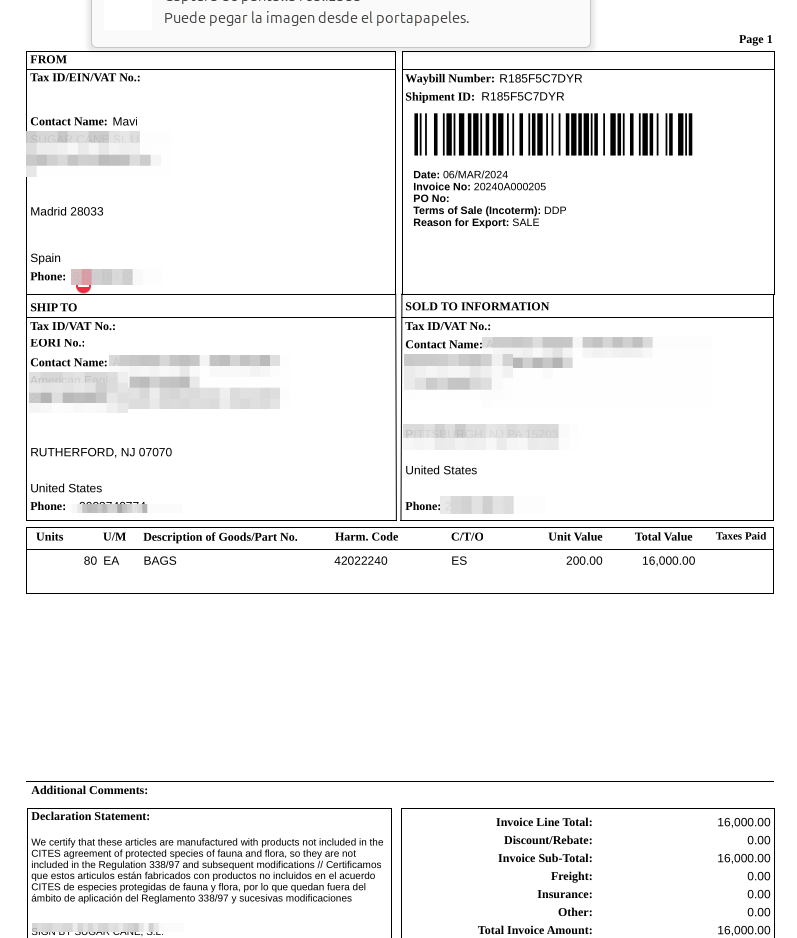 Puede pegar la imagen desde el portapapeles.
Page 1
FROM
Tax ID/EIN/VAT No.:
Contact Name: Mavi
SUGAR CANE SL
Madrid 28033
Spain
Phone:
Waybill Number: R185F5C7DYR
Shipment ID: R185F5C7DYR
Date: 06/MAR/2024
Invoice No: 20240A000205
PO No:
Terms of Sale (Incoterm): DDP
Reason for Export: SALE
SHIP TO
Tax ID/VAT No.:
EORI No.:
Contact Name:
American
RUTHERFORD, NJ 07070
United States
Phone:
SOLD TO INFORMATION
Tax ID/VAT No.:
Contact Name:
United States
Phone:
Units U/M Description of Goods/Part No. Harm. Code C/T/O Unit Value Total Value Taxes Paid
80 EA BAGS 42022240 ES 200.00 16,000.00
Additional Comments:
Declaration Statement:
We certify that these articles are manufactured with products not included in the
CITES agreement of protected species of fauna and flora, so they are not
included in the Regulation 338/97 and subsequent modifications // Certificamos
que estos articulos están fabricados con productos no incluidos en el acuerdo
CITES de especies protegidas de fauna y flora, por lo que quedan fuera del
ámbito de aplicación del Reglamento 338/97 y sucesivas modificaciones
SIGN BY SUGAR CANE, S.L.
Invoice Line Total: 16,000.00
Discount/Rebate: 0.00
Invoice Sub-Total: 16,000.00
Freight: 0.00
Insurance: 0.00
Other: 0.00
Total Invoice Amount: 16,000.00